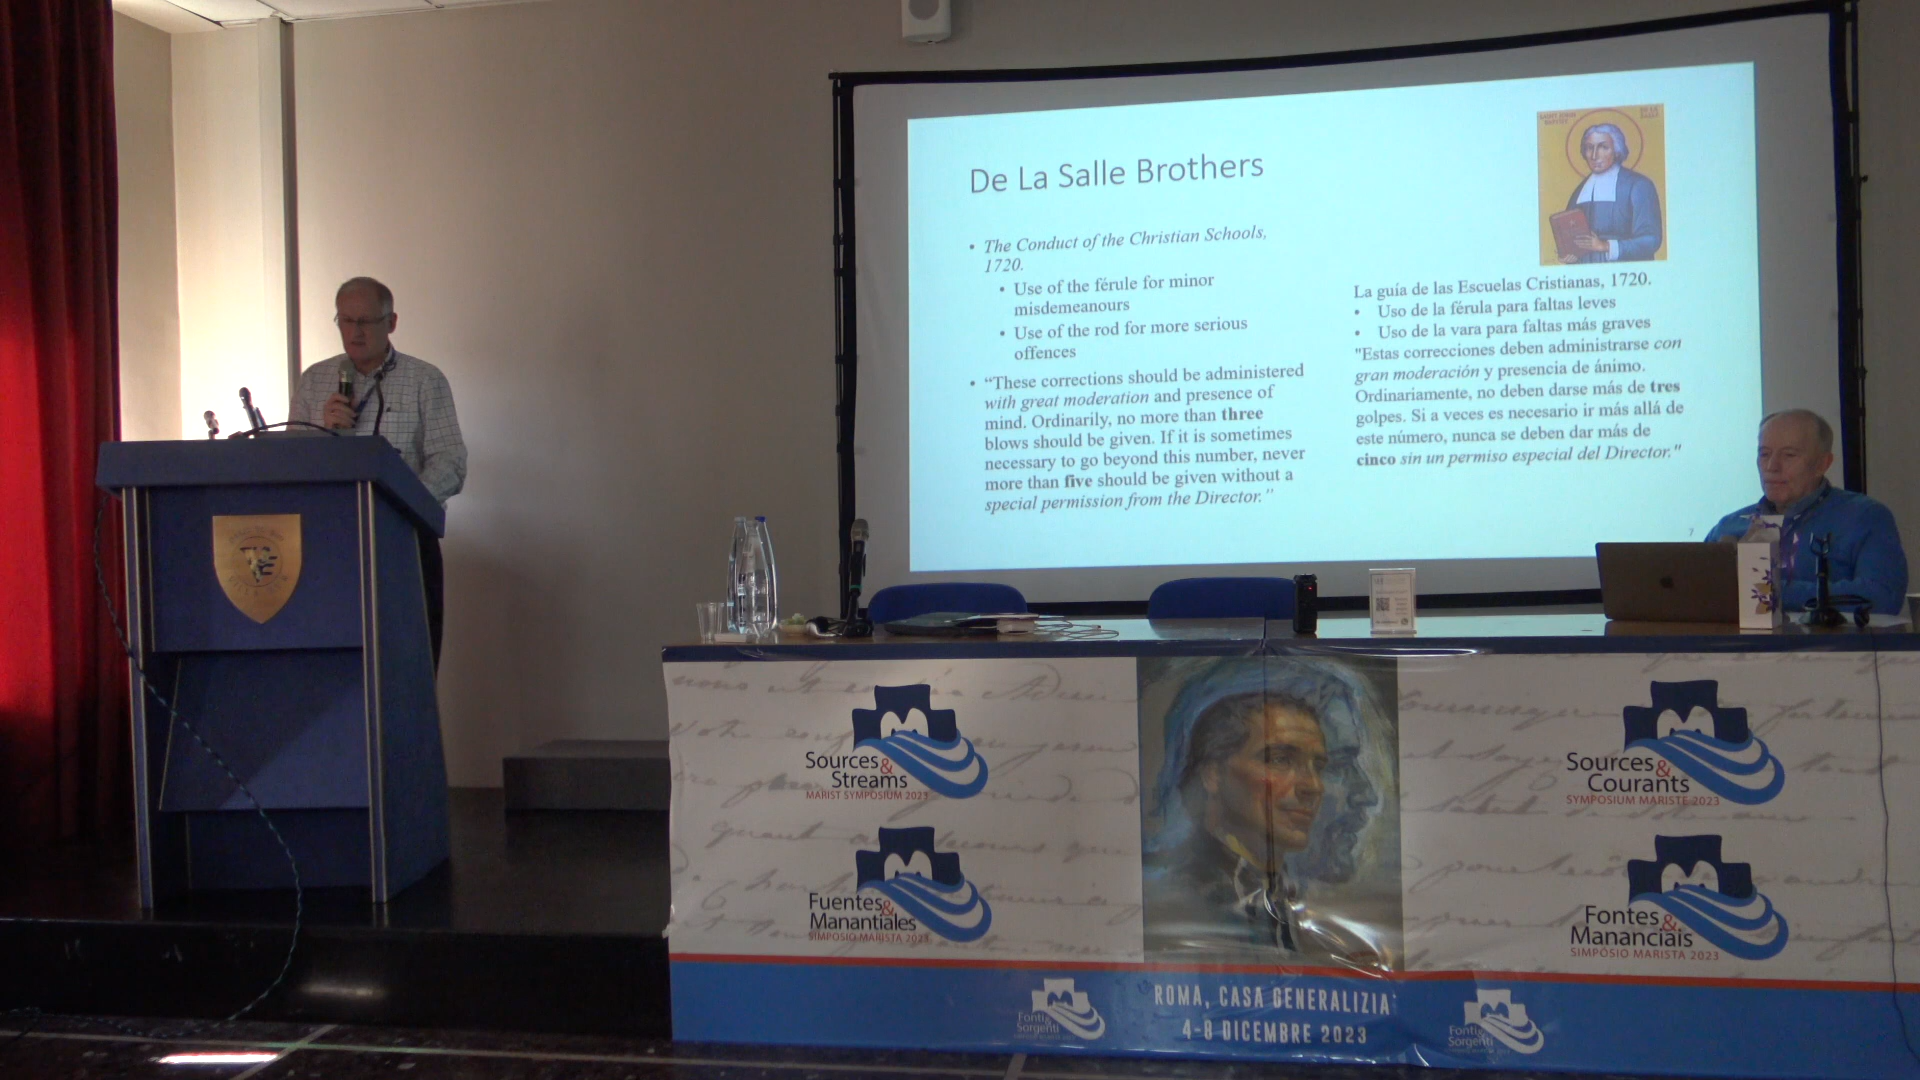 De La Salle Brothers
• The Conduct of the Christian Schools,
1720.
• Use of the férule for minor
misdemeanours
• Use of the rod for more serious
offences
• “These corrections should be administered
with great moderation and presence of
mind. Ordinarily, no more than three
blows should be given. If it is sometimes
necessary to go beyond this number, never
more than five should be given without a
special permission from the Director."
La guía de las Escuelas Cristianas, 1720.
• Uso de la férula para faltas leves
• Uso de la vara para faltas más graves
"Estas correcciones deben administrarse con
gran moderación y presencia de ánimo.
Ordinariamente, no deben darse más de tres
golpes. Si a veces es necesario ir más allá de
este número, nunca se deben dar más de
cinco sin un permiso especial del Director."
7
Sources &
Streams
MARIST SYMPOSIUM 2023
Fuentes &
Manantiales
SIMPOSIO MARISTA 2023
Sources &
Courants
SYMPOSIUM MARISTE 2023
Fontes &
Mananciais
SIMPÓSIO MARISTA 2023
Fonti &
Sorgenti
ROMA, CASA GENERALIZIA
4-8 DICEMBRE 2023
Fonti &
Sorgenti